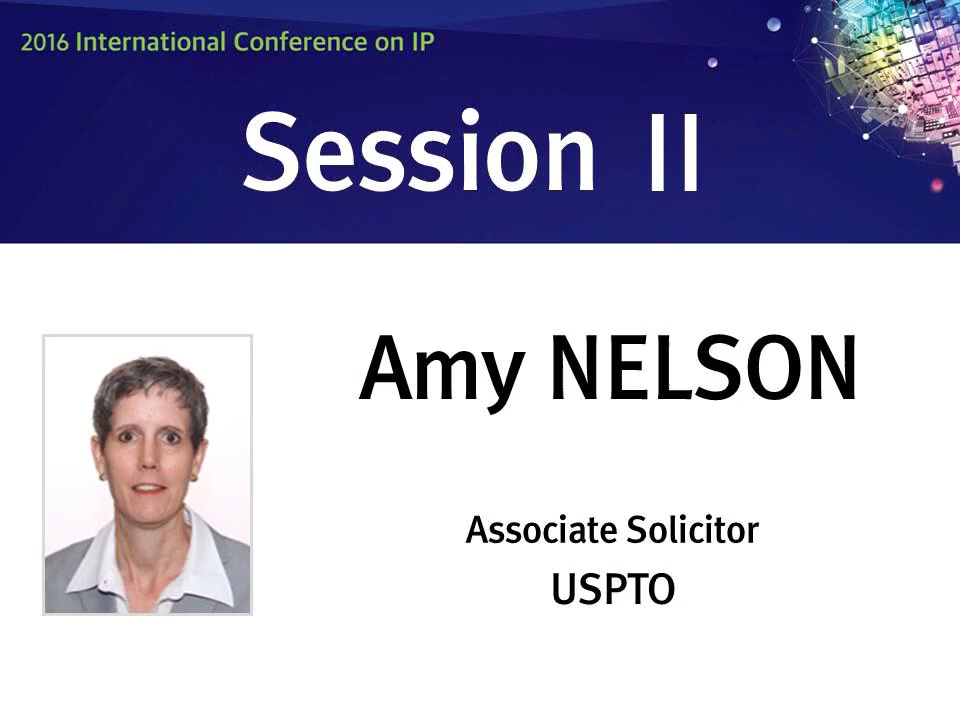 2016 International Conference on IP
Session II
Amy NELSON
Associate Solicitor
USPTO